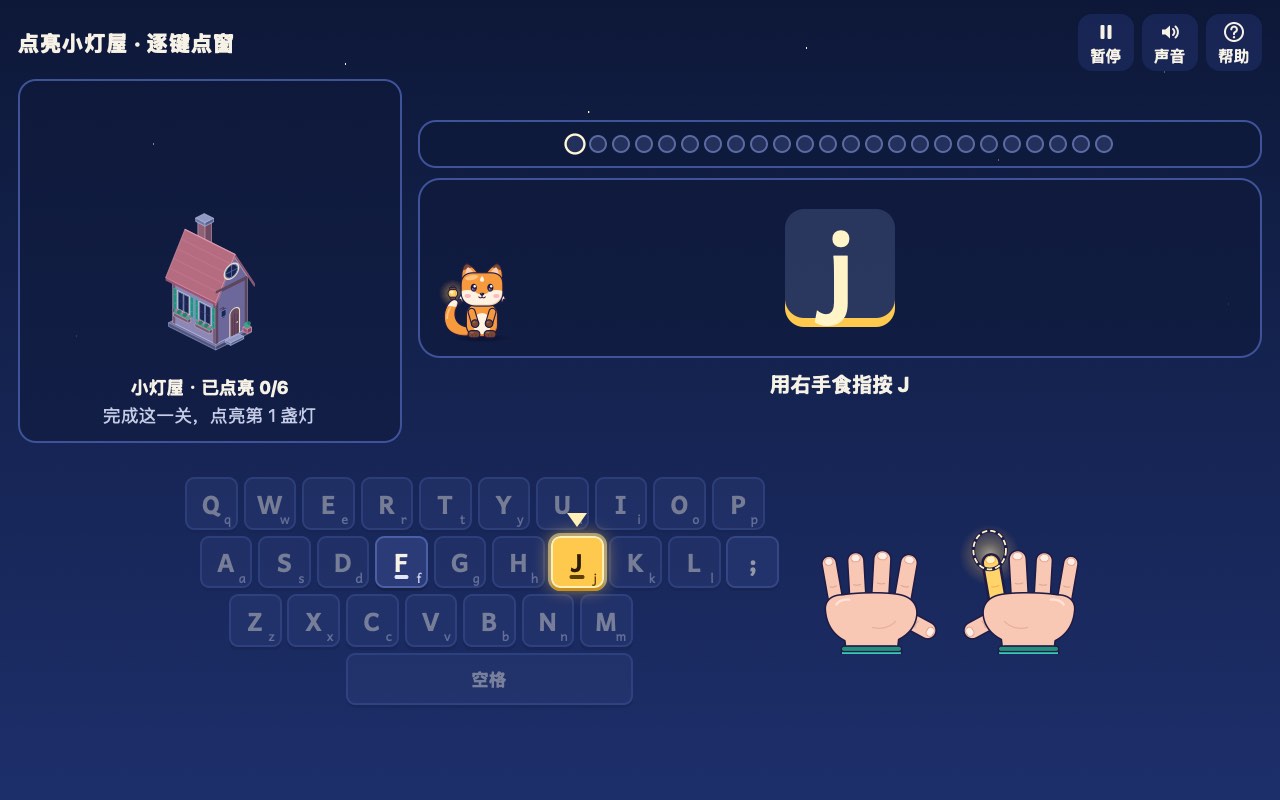 点亮小灯屋 · 逐键点窗
暂停
声音
帮助
j
小灯屋 · 已点亮 0/6
完成这一关，点亮第 1 盏灯
用右手食指按 J
Q q W w E e R r T t Y y U I i O o P p
A a S s D d F f G g H h J j K k L l ;
Z z X x C c V v B b N n M m
空格